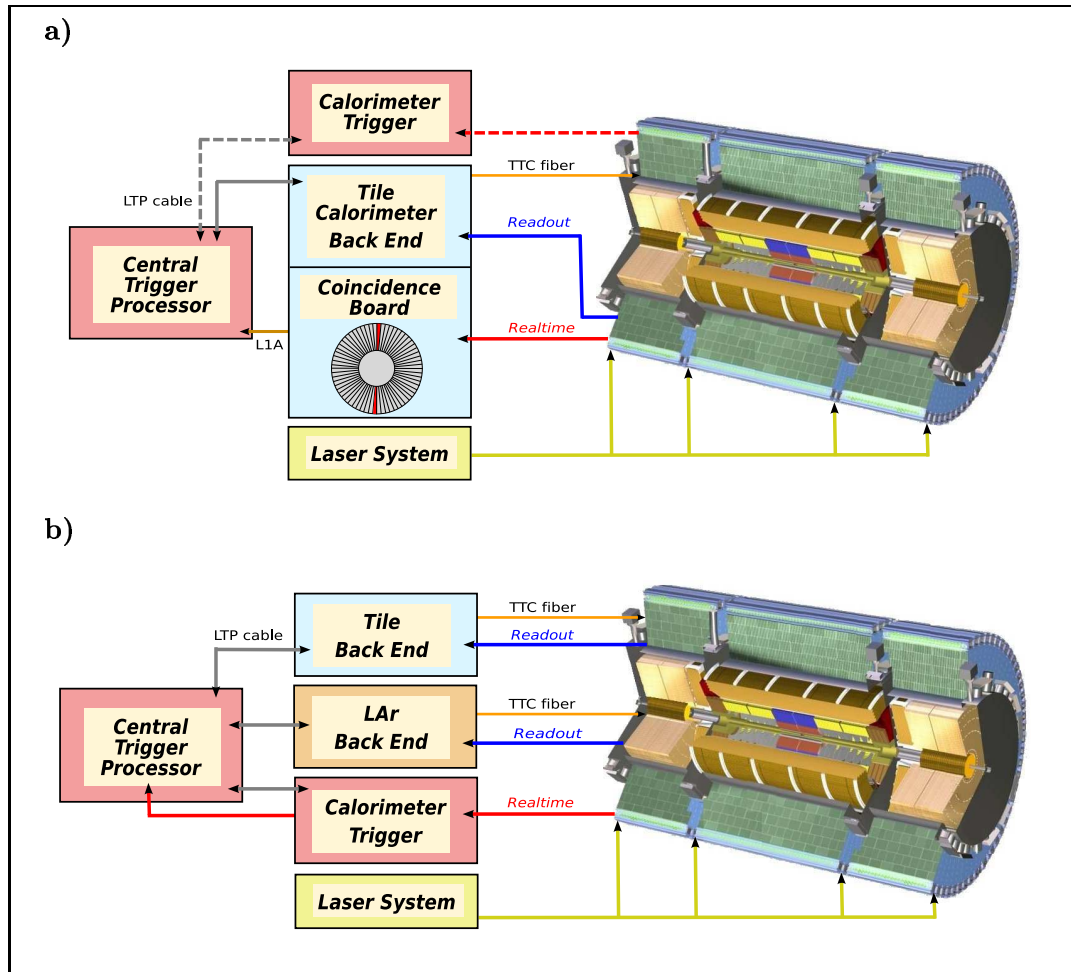 a)
Calorimeter
Trigger
TTC fiber
LTP cable
Tile
Calorimeter
Back End
Readout
Central
Trigger
Processor
Coincidence
Board
Realtime
L1A
Laser System
b)
Tile
Back End
TTC fiber
Readout
LTP cable
LAr
Back End
TTC fiber
Readout
Central
Trigger
Processor
Calorimeter
Trigger
Realtime
Laser System